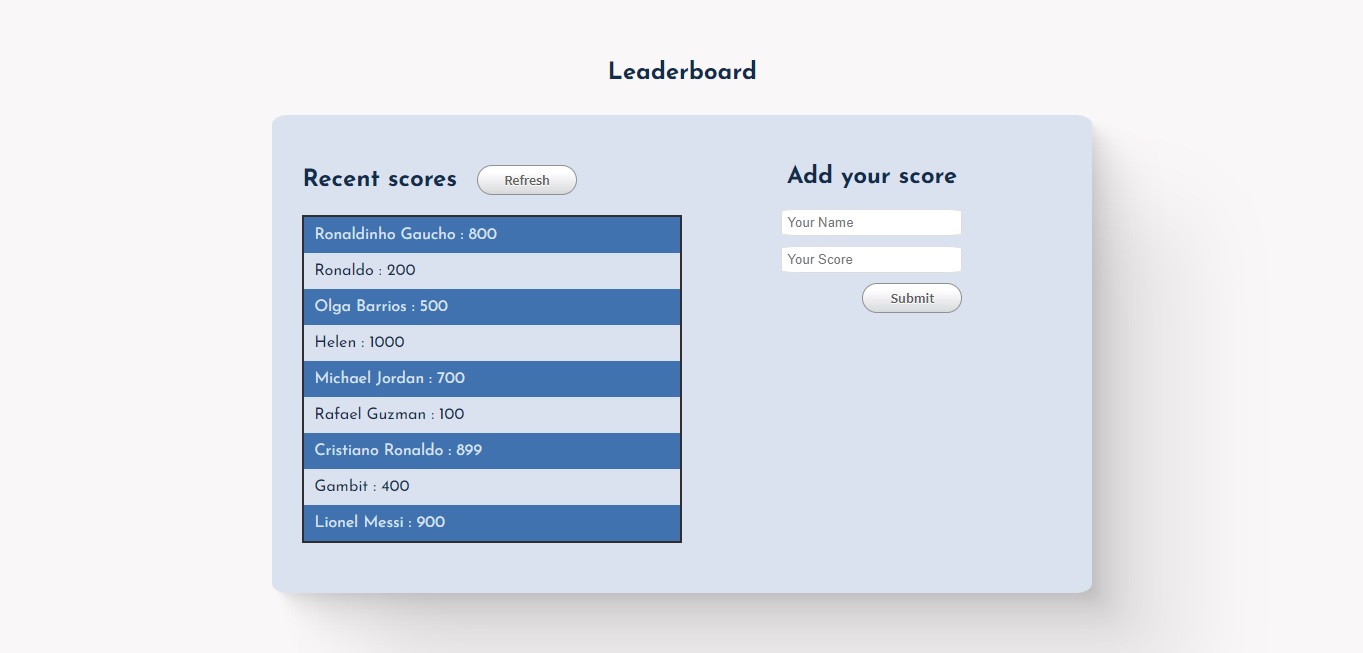 Leaderboard
Recent scores
Refresh
Ronaldinho Gaucho : 800
Ronaldo : 200
Olga Barrios : 500
Helen : 1000
Michael Jordan : 700
Rafael Guzman : 100
Cristiano Ronaldo : 899
Gambit : 400
Lionel Messi : 900
Add your score
Your Name
Your Score
Submit